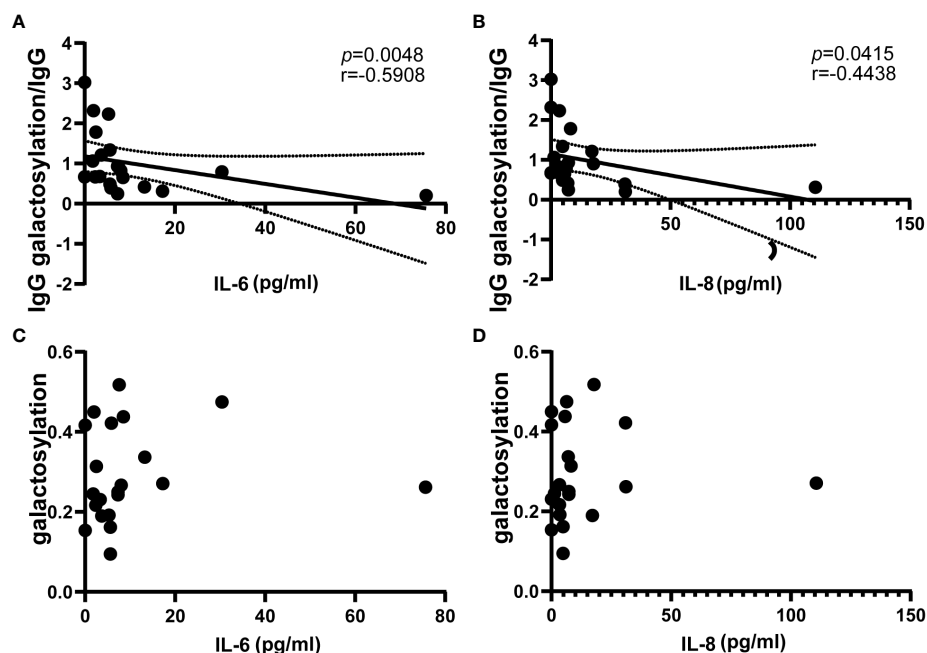 A
IgG galactosylation/IgG
4
3
2
1
0
-1
-2
20
40
60
80
p=0.0048
r=-0.5908
IL-6 (pg/ml)
B
IgG galactosylation/IgG
4
3
2
1
0
-1
-2
50
100
150
p=0.0415
r=-0.4438
IL-8 (pg/ml)
C
galactosylation
0.6
0.4
0.2
0.0
0
20
40
60
80
IL-6 (pg/ml)
D
galactosylation
0.6
0.4
0.2
0.0
0
50
100
150
IL-8 (pg/ml)